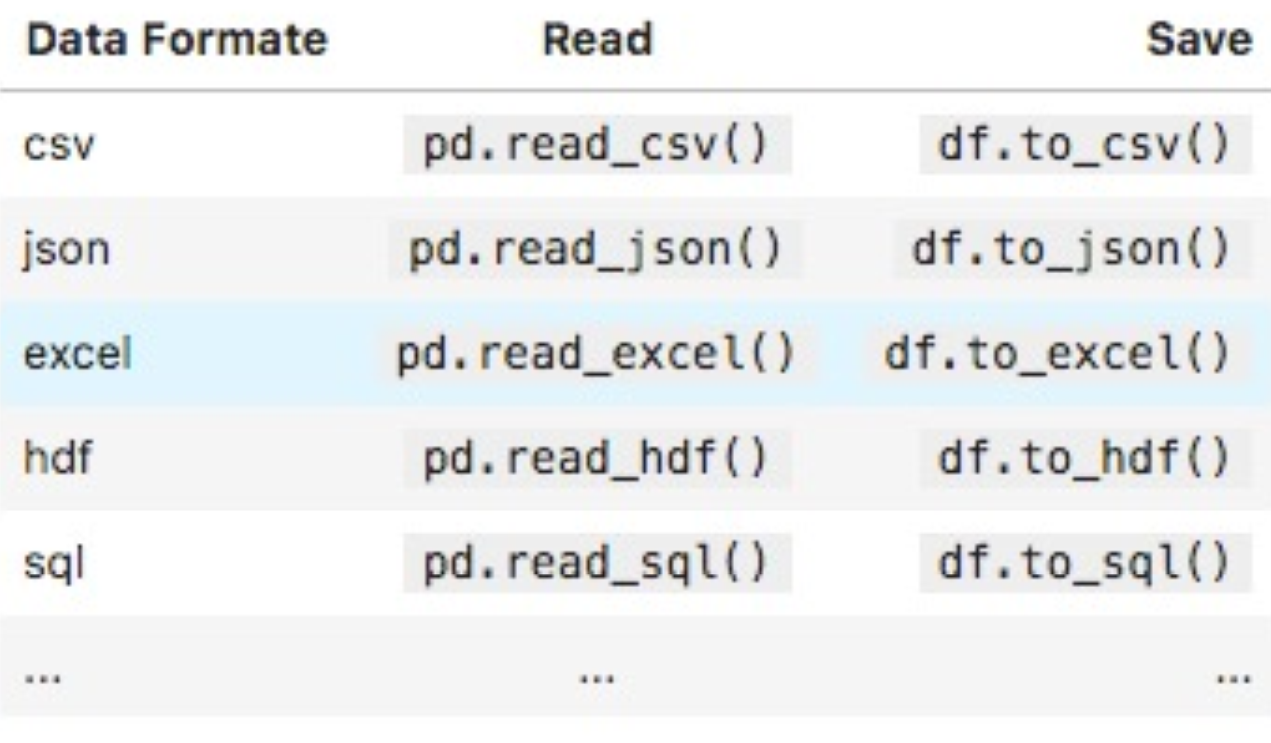 Data Formate Read Save
csv pd.read_csv() df.to_csv()
json pd.read_json() df.to_json()
excel pd.read_excel() df.to_excel()
hdf pd.read_hdf() df.to_hdf()
sql pd.read_sql() df.to_sql()
... ... ...